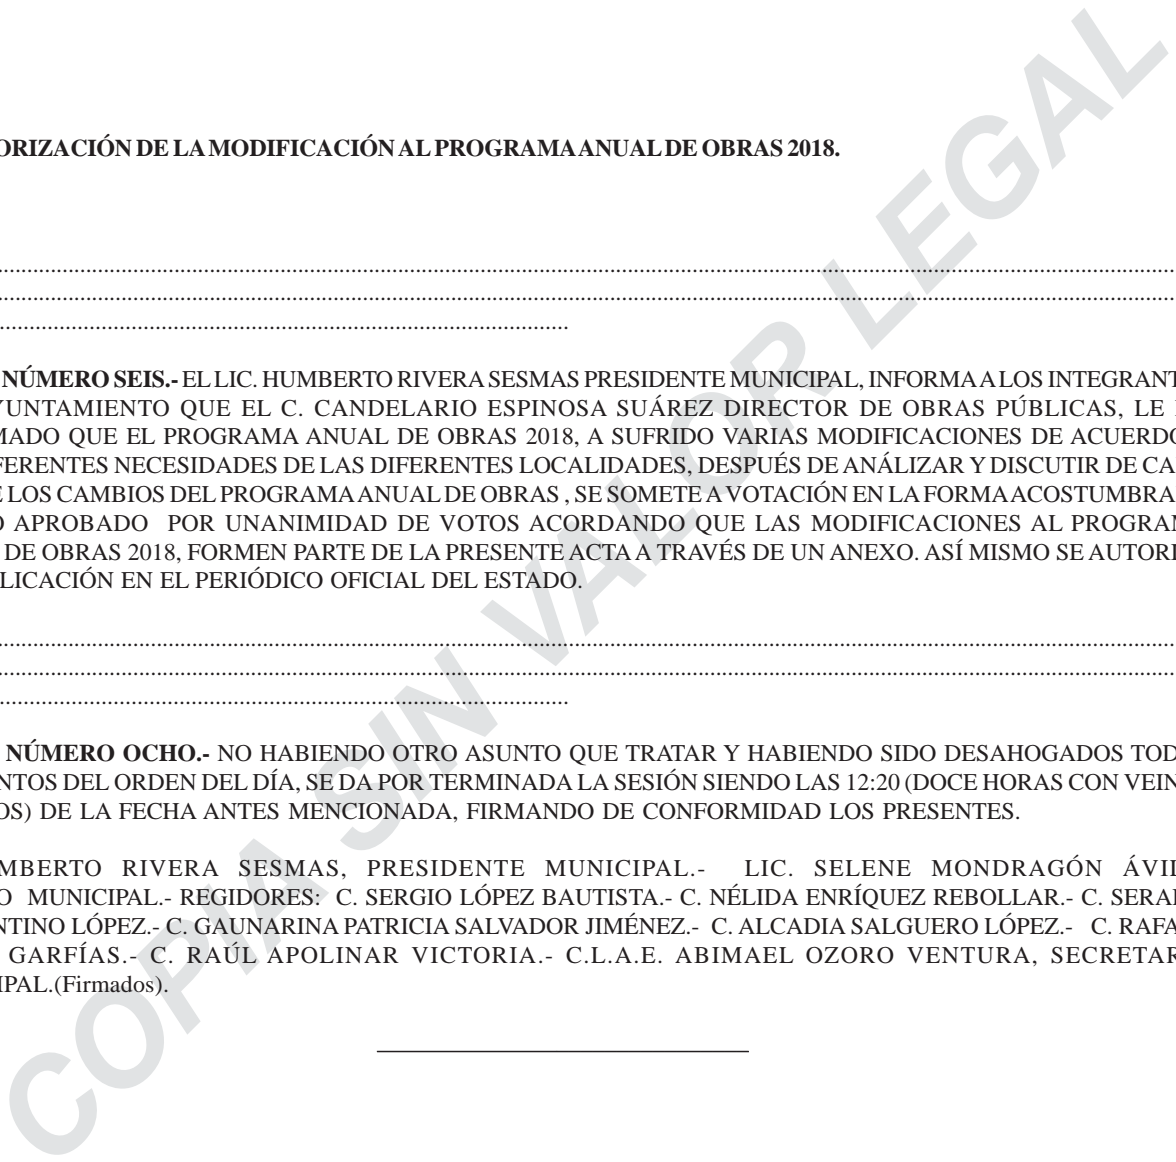 ORIZACIÓN DE LA MODIFICACIÓN AL PROGRAMA ANUAL DE OBRAS 2018.
..........................................................................................
..........................................................................................
..........................................................................................
NÚMERO SEIS.- EL LIC. HUMBERTO RIVERA SESMAS PRESIDENTE MUNICIPAL, INFORMA A LOS INTEGRANT
YUNTAMIENTO QUE EL C. CANDELARIO ESPINOSA SUÁREZ DIRECTOR DE OBRAS PÚBLICAS, LE
MADO QUE EL PROGRAMA ANUAL DE OBRAS 2018, A SUFRIDO VARIAS MODIFICACIONES DE ACUERDO
FERENTES NECESIDADES DE LAS DIFERENTES LOCALIDADES, DESPUÉS DE ANÁLIZAR Y DISCUTIR DE CA
E LOS CAMBIOS DEL PROGRAMA ANUAL DE OBRAS , SE SOMETE A VOTACIÓN EN LA FORMA ACOSTUMBRA
O APROBADO POR UNANIMIDAD DE VOTOS ACORDANDO QUE LAS MODIFICACIONES AL PROGRAM
DE OBRAS 2018, FORMEN PARTE DE LA PRESENTE ACTA A TRAVÉS DE UN ANEXO. ASÍ MISMO SE AUTORI
LICACIÓN EN EL PERIÓDICO OFICIAL DEL ESTADO.
..........................................................................................
..........................................................................................
..........................................................................................
NÚMERO OCHO.- NO HABIENDO OTRO ASUNTO QUE TRATAR Y HABIENDO SIDO DESAHOGADOS TOD
NTOS DEL ORDEN DEL DÍA, SE DA POR TERMINADA LA SESIÓN SIENDO LAS 12:20 (DOCE HORAS CON VEIN
OS) DE LA FECHA ANTES MENCIONADA, FIRMANDO DE CONFORMIDAD LOS PRESENTES.
MBERTO RIVERA SESMAS, PRESIDENTE MUNICIPAL.- LIC. SELENE MONDRAGÓN ÁVIL
O MUNICIPAL.- REGIDORES: C. SERGIO LÓPEZ BAUTISTA.- C. NÉLIDA ENRÍQUEZ REBOLLAR.- C. SERAF
NTINO LÓPEZ.- C. GAUNARINA PATRICIA SALVADOR JIMÉNEZ.- C. ALCADIA SALGUERO LÓPEZ.- C. RAFA
GARFÍAS.- C. RAÚL APOLINAR VICTORIA.- C.L.A.E. ABIMAEL OZORO VENTURA, SECRETAR
IPAL.(Firmados).
COPIA SIN VALOR LEGAL